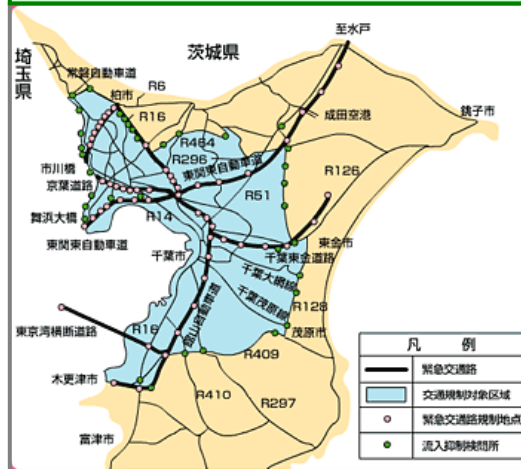 至水戸
茨城県
埼玉県
常磐自動車道
R6
柏市
R16
成田空港
銚子市
R464
R296
東関東自動車道
R126
市川橋
京葉道路
R51
舞浜大橋
R14
東関東自動車道
千葉市
東金市
千葉東金道路
千葉大網線
千葉茂原線
R128
東京湾横断道路
R16
館山自動車道
茂原市
R409
木更津市
R410
R297
富津市
凡 例
緊急交通路
交通規制対象区域
緊急交通路規制地点
流入抑制検問所